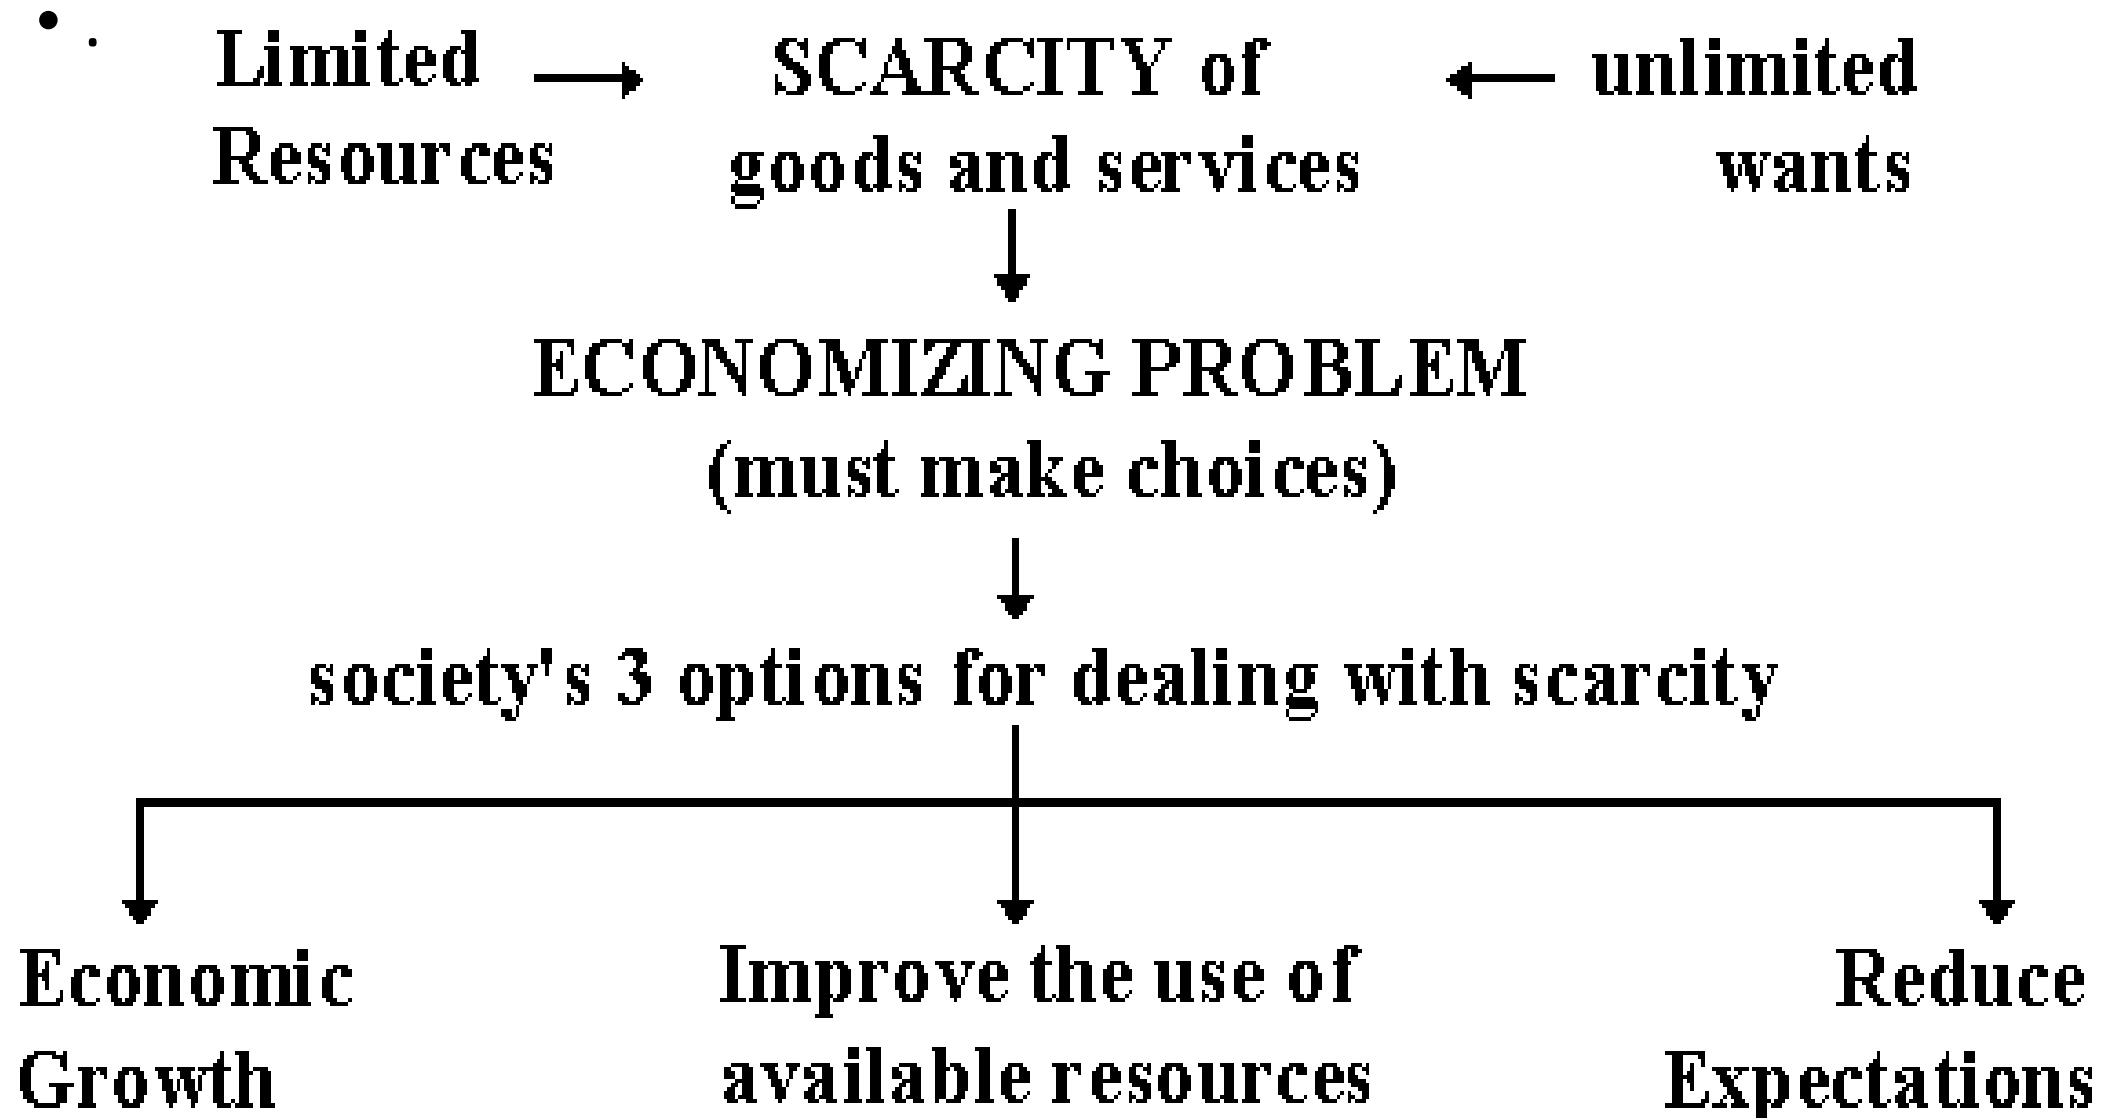 Limited
Resources
SCARCITY of
goods and services
unlimited
wants
ECONOMIZING PROBLEM
(must make choices)
society's 3 options for dealing with scarcity
Economic
Growth
Improve the use of
available resources
Reduce
Expectations